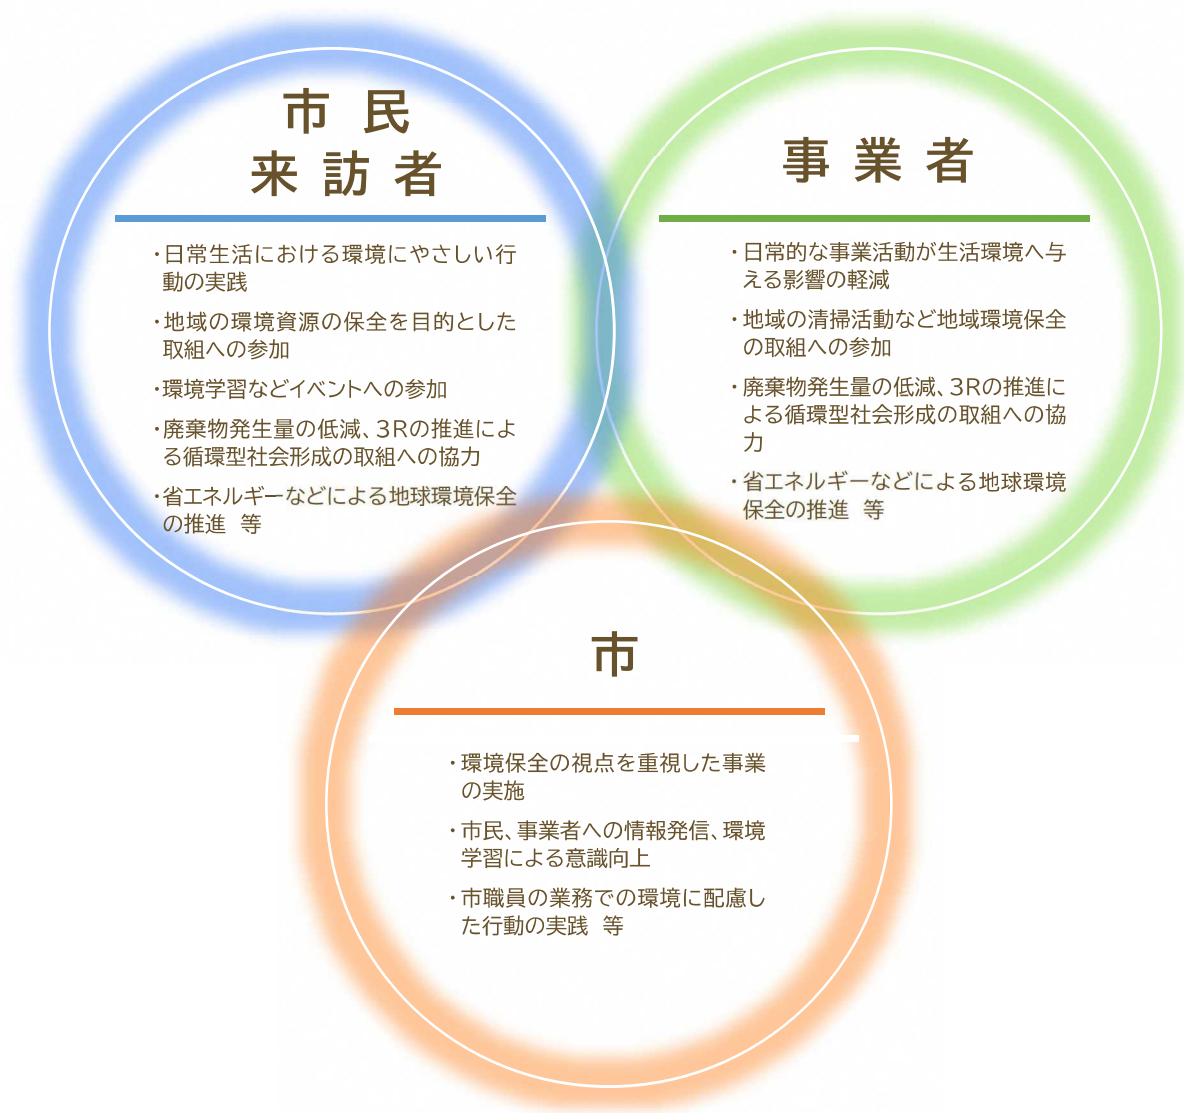 市 民
来 訪 者
・日常生活における環境にやさしい行
動の実践
・地域の環境資源の保全を目的とした
取組への参加
・環境学習などイベントへの参加
・廃棄物発生量の低減、3Rの推進によ
る循環型社会形成の取組への協力
・省エネルギーなどによる地球環境保全
の推進 等
事 業 者
・日常的な事業活動が生活環境へ与
える影響の軽減
・地域の清掃活動など地域環境保全
の取組への参加
・廃棄物発生量の低減、3Rの推進に
よる循環型社会形成の取組への協
力
・省エネルギーなどによる地球環境
保全の推進 等
市
・環境保全の視点を重視した事業
の実施
・市民、事業者への情報発信、環境
学習による意識向上
・市職員の業務での環境に配慮し
た行動の実践 等